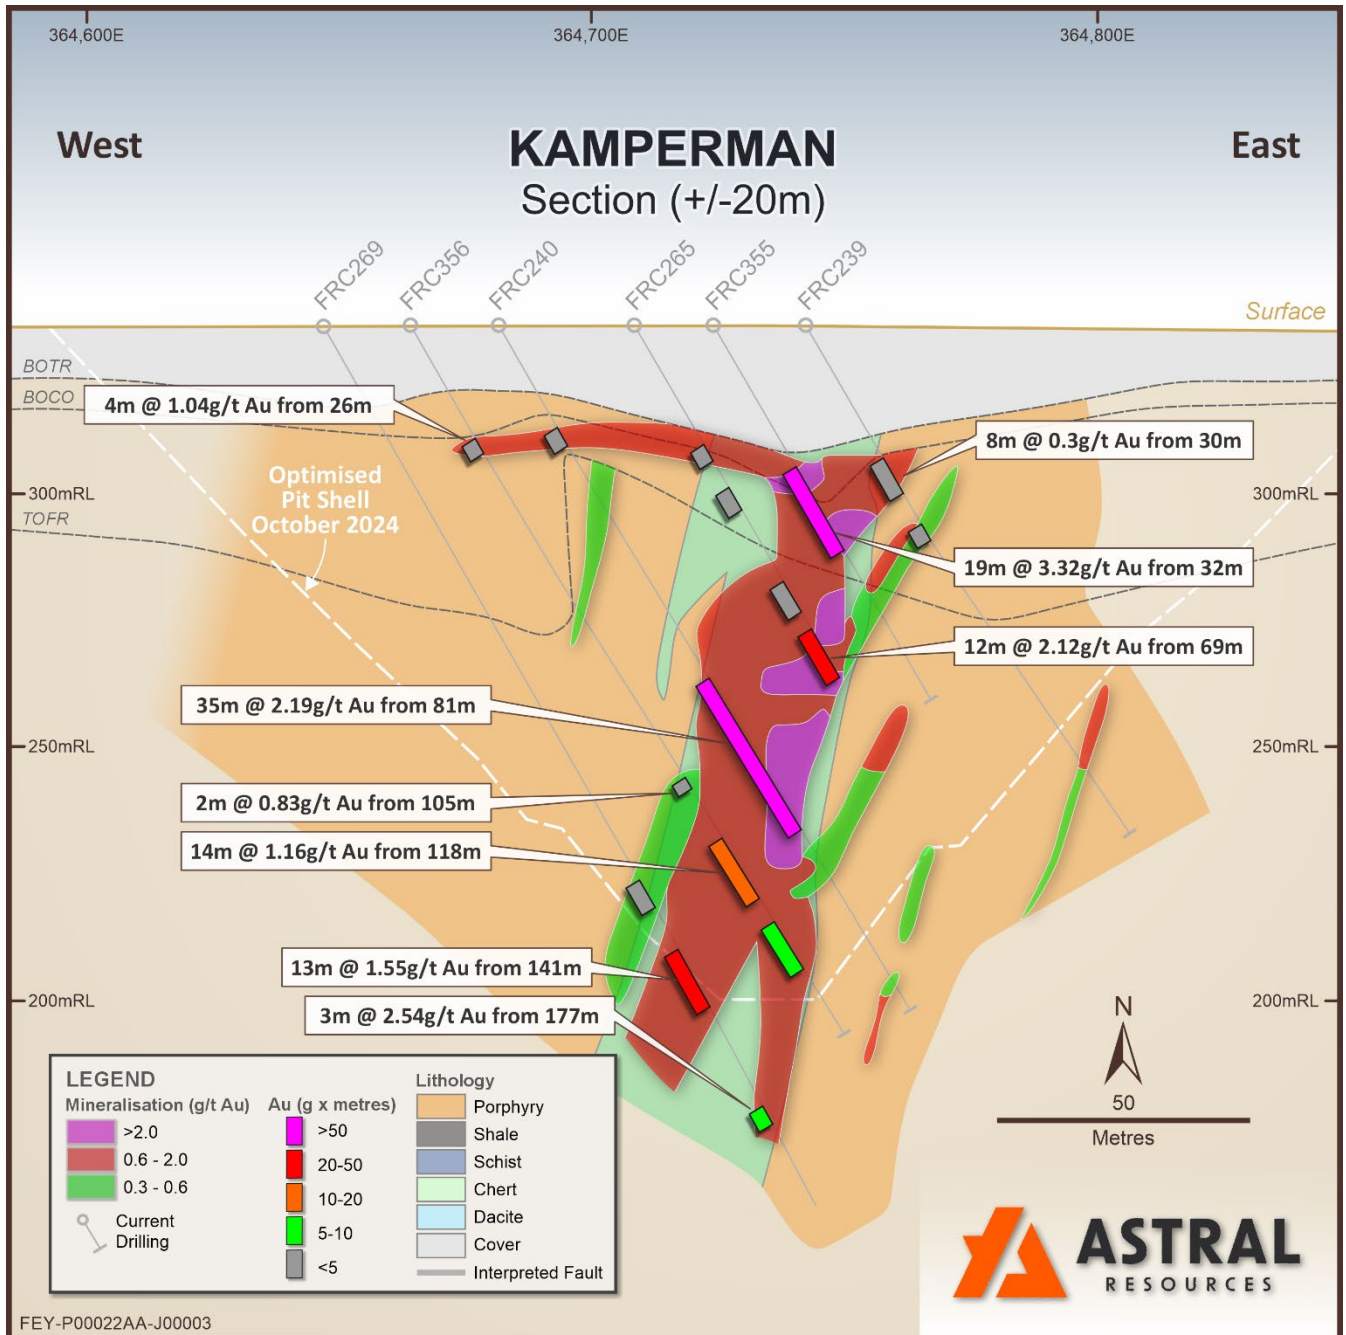 364,600E
364,700E
364,800E
West
KAMPERMAN
East
Section (+/-20m)
FRC269
FRC356
FRC240
FRC265
FRC355
FRC239
Surface
BOTR
BOCO
4m @ 1.04g/t Au from 26m
8m @ 0.3g/t Au from 30m
Optimised
Pit Shell
October 2024
300mRL
300mRL
TOFR
19m @ 3.32g/t Au from 32m
12m @ 2.12g/t Au from 69m
35m @ 2.19g/t Au from 81m
250mRL
250mRL
2m @ 0.83g/t Au from 105m
14m @ 1.16g/t Au from 118m
13m @ 1.55g/t Au from 141m
200mRL
200mRL
3m @ 2.54g/t Au from 177m
LEGEND
Mineralisation (g/t Au)
>2.0
0.6 - 2.0
0.3 - 0.6
Current
Drilling
Au (g x metres)
>50
20-50
10-20
5-10
<5
Lithology
Porphyry
Shale
Schist
Chert
Dacite
Cover
Interpreted Fault
N
50
Metres
ASTRAL
RESOURCES
FEY-P00022AA-J00003